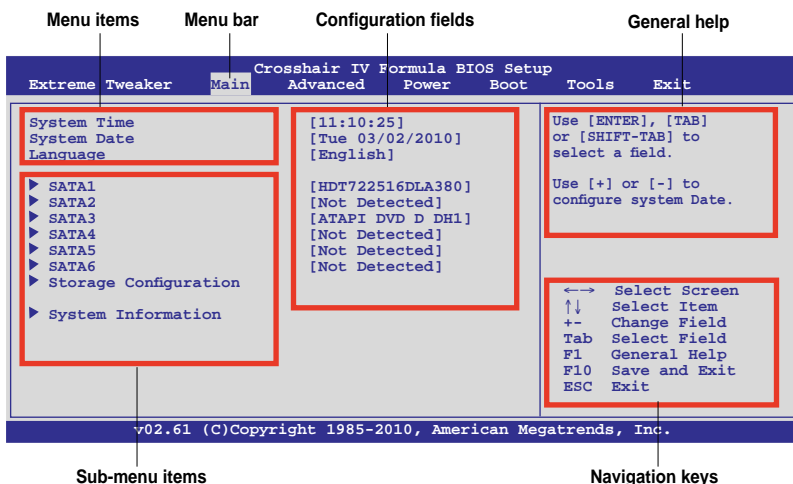 Menu items Menu bar Configuration fields General help
Crosshair IV Formula BIOS Setup
Extreme Tweaker Main Advanced Power Boot Tools Exit
System Time [11:10:25]
System Date [Tue 03/02/2010]
Language [English]
▶ SATA1 [HDT722516DLA380]
▶ SATA2 [Not Detected]
▶ SATA3 [ATAPI DVD D DH1]
▶ SATA4 [Not Detected]
▶ SATA5 [Not Detected]
▶ SATA6 [Not Detected]
▶ Storage Configuration
▶ System Information
Use [ENTER], [TAB]
or [SHIFT-TAB] to
select a field.
Use [+] or [-] to
configure system Date.
←→ Select Screen
↑↓ Select Item
+- Change Field
Tab Select Field
F1 General Help
F10 Save and Exit
ESC Exit
v02.61 (C)Copyright 1985-2010, American Megatrends, Inc.
Sub-menu items Navigation keys